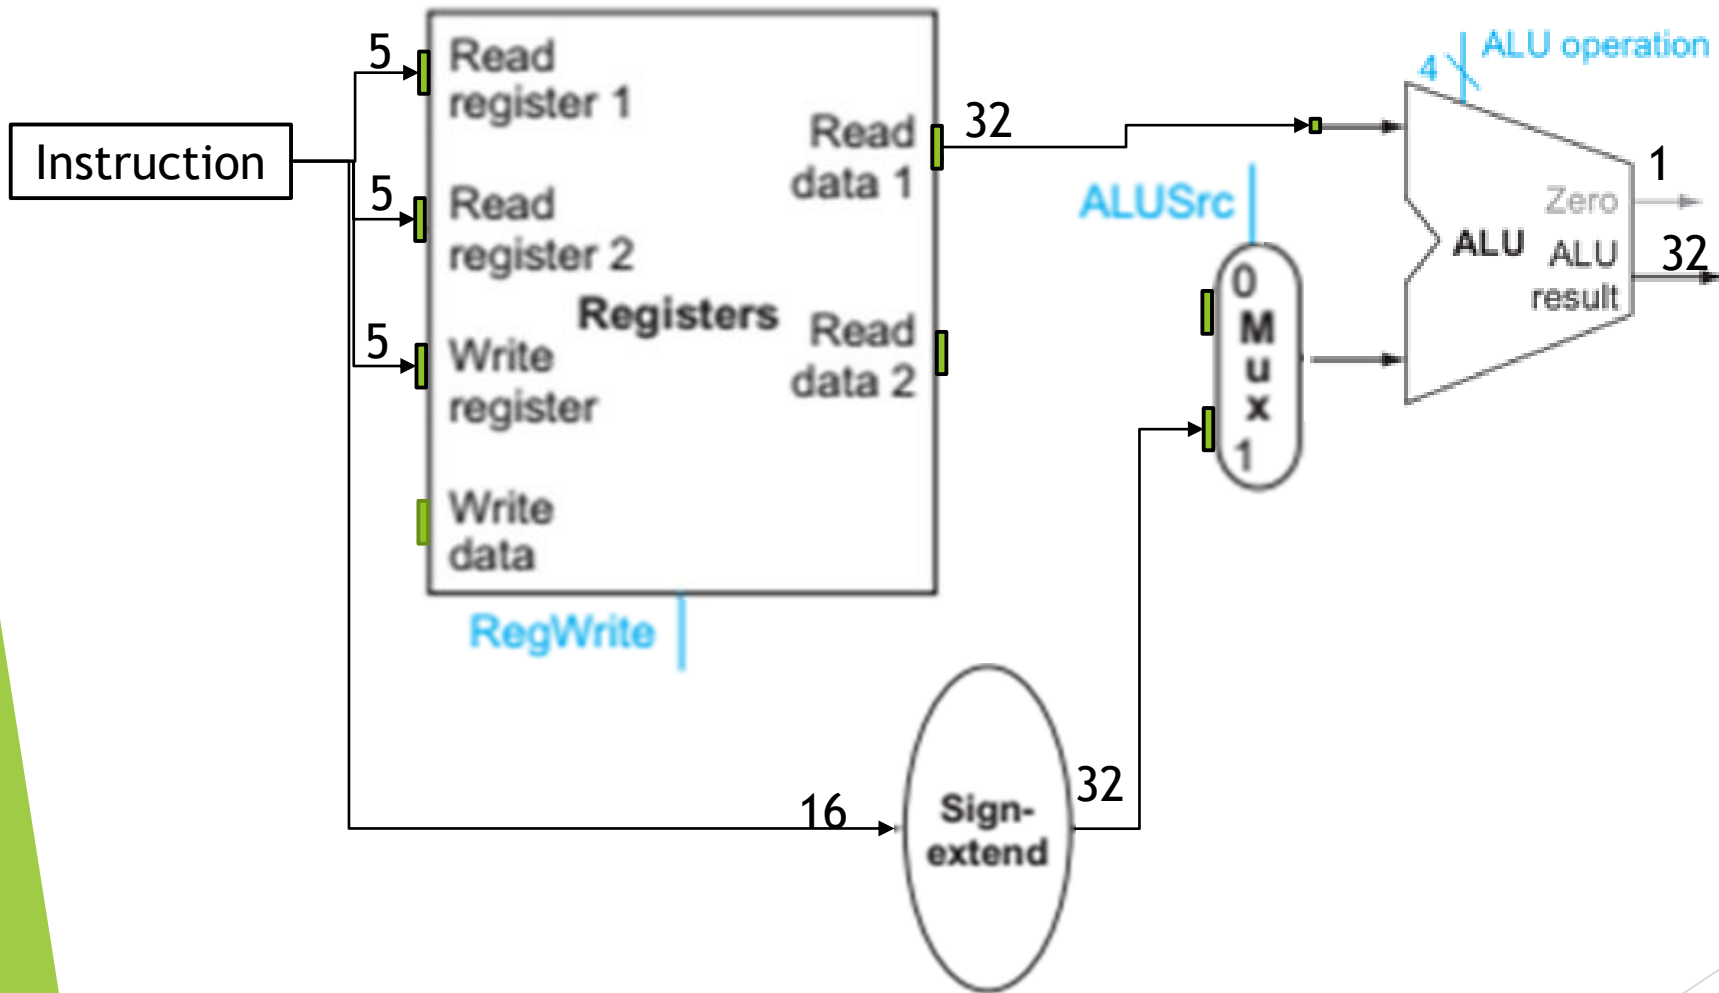 Instruction
5
5
5
Read
register 1
Read
register 2
Registers
Write
register
Write
data
Read
data 1
Read
data 2
RegWrite
32
ALUSrc
0
M
u
x
1
4
ALU operation
ALU
Zero
ALU
result
1
32
16
Sign-
extend
32